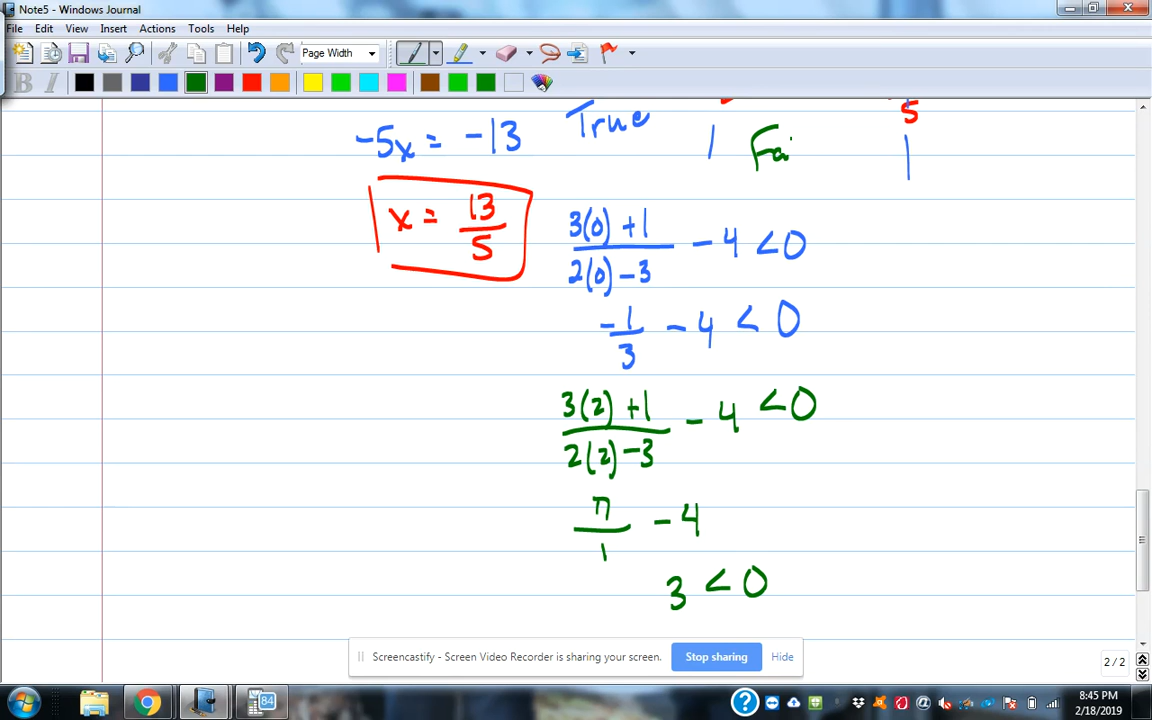 Note5 - Windows Journal
File Edit View Insert Actions Tools Help
Page Width
B I
5
True Fai
-5x = -13
x = 13/5
3(0) + 1
2(0) - 3
- 4 < 0
-1/3 - 4 < 0
3(2) + 1
2(2) - 3
- 4 < 0
7/1 - 4
3 < 0
Screencastify - Screen Video Recorder is sharing your screen. Stop sharing Hide
2 / 2
84
8:45 PM
2/18/2019